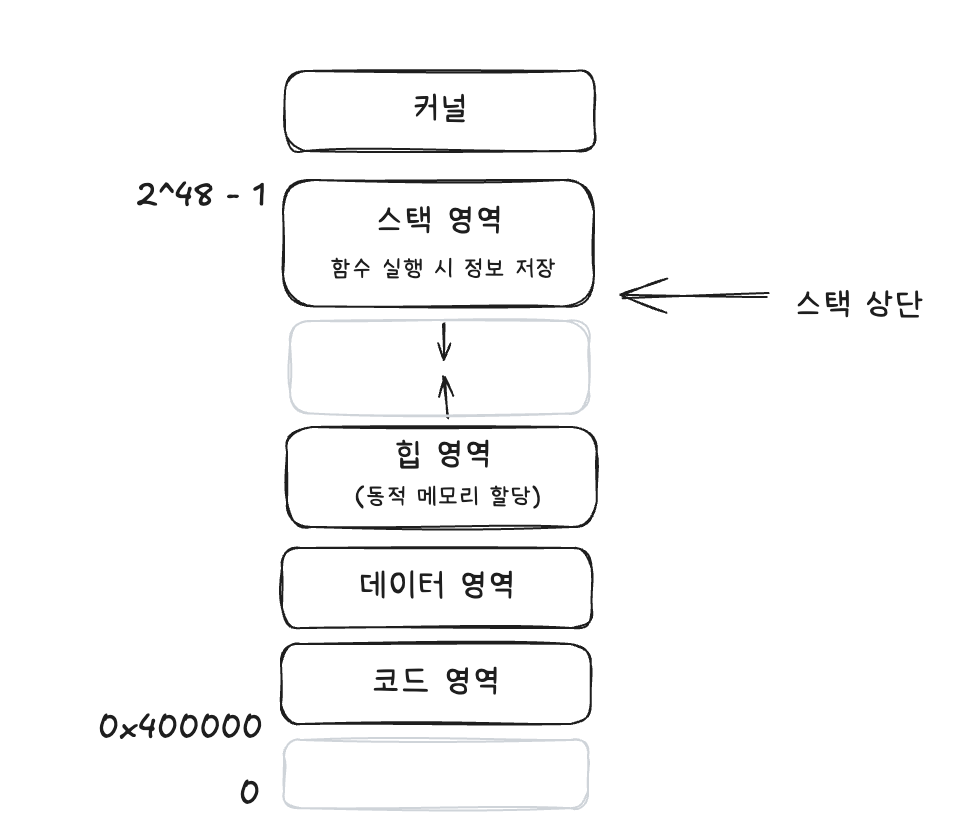 커널
2^48 - 1
스택 영역
함수 실행 시 정보 저장
스택 상단
힙 영역
(동적 메모리 할당)
데이터 영역
코드 영역
0x400000
0